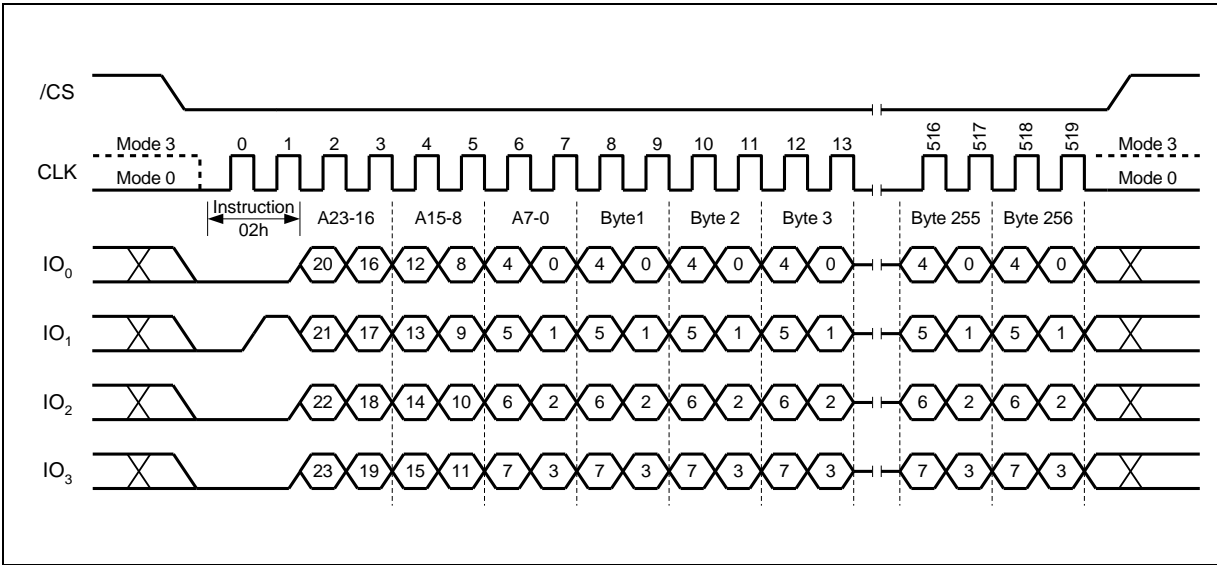 /CS
Mode 3 0 1 2 3 4 5 6 7 8 9 10 11 12 13 516 517 518 519 Mode 3
CLK
Mode 0 Mode 0
Instruction
02h
A23-16 A15-8 A7-0 Byte1 Byte 2 Byte 3 Byte 255 Byte 256
IO0 20 16 12 8 4 0 4 0 4 0 4 0 4 0 4 0
IO1 21 17 13 9 5 1 5 1 5 1 5 1 5 1 5 1
IO2 22 18 14 10 6 2 6 2 6 2 6 2 6 2 6 2
IO3 23 19 15 11 7 3 7 3 7 3 7 3 7 3 7 3